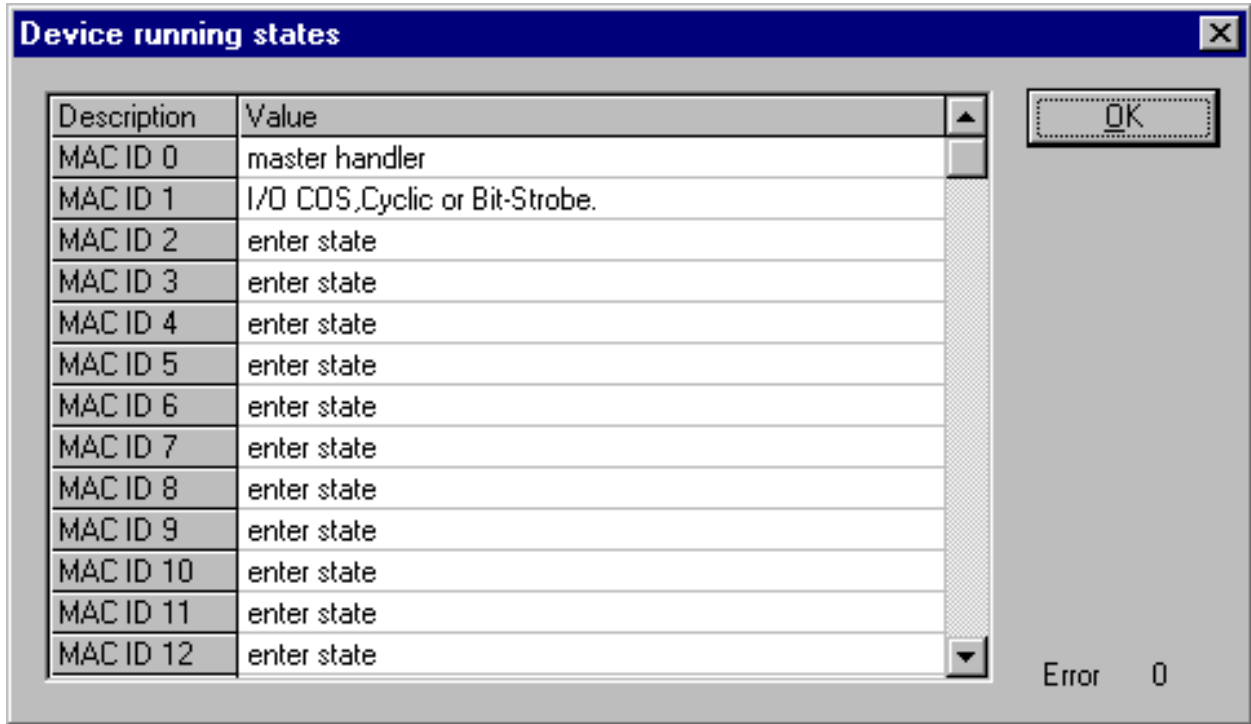 Device running states
Description Value
OK
MAC ID 0 master handler
MAC ID 1 I/O COS,Cyclic or Bit-Strobe.
MAC ID 2 enter state
MAC ID 3 enter state
MAC ID 4 enter state
MAC ID 5 enter state
MAC ID 6 enter state
MAC ID 7 enter state
MAC ID 8 enter state
MAC ID 9 enter state
MAC ID 10 enter state
MAC ID 11 enter state
MAC ID 12 enter state
Error 0